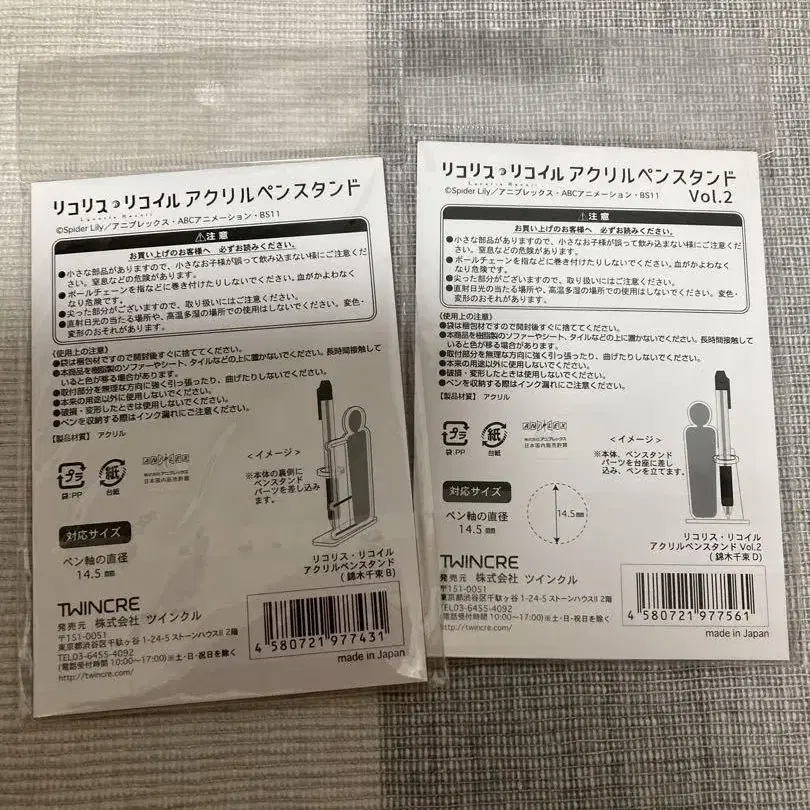 リコリス・リコイル アクリルペンスタンド
Lycoris Recoil
©Spider Lily／アニプレックス・ABCアニメーション・BS11
⚠注意
お買い上げのお客様へ 必ずお読みください。
●小さな部品がありますので、小さなお子様が誤って飲み込まない様にご注意ください。窒息などの危険があります。
●ボールチェーンを指などに巻き付けたりしないでください。血がかよわなくなり危険です。
●尖った部分がございますので、取り扱いにはご注意ください。
●直射日光の当たる場所や、高温多湿の場所での使用はしないでください。変色・変形のおそれがあります。
《使用上の注意》
●袋は梱包材ですので開封後すぐに捨ててください。
●本商品を樹脂製のソファーやシート、タイルなどの上に置かないでください。長時間接触していると色が移る場合があります。
●取付部分を無理な方向に強く引っ張ったり、曲げたりしないでください。
●本来の用途以外に使用しないでください。
●破損・変形したときは使用しないでください。
●ペンを収納する際はインク漏れにご注意ください。
【製品材質】 アクリル
プラ
袋:PP
紙
台紙
ANIPLEX
株式会社アニプレックス
日本国内販売許諾
＜イメージ＞
※本体の裏側に
ペンスタンド
パーツを差し込み
ます。
対応サイズ
ペン軸の直径
14.5㎜
リコリス・リコイル
アクリルペンスタンド
(錦木千束 B)
TWINCRE
発売元 株式会社 ツインクル
〒151-0051
東京都渋谷区千駄ヶ谷 1-24-5 ストーンハウスII 2階
TEL03-6455-4092
(電話受付時間 10:00〜17:00)※土・日・祝日を除く
http://twincre.com/
4 580721 977431
made in Japan
リコリス・リコイル アクリルペンスタンド
Lycoris Recoil
Vol.2
©Spider Lily／アニプレックス・ABCアニメーション・BS11
⚠注意
お買い上げのお客様へ 必ずお読みください。
●小さな部品がありますので、小さなお子様が誤って飲み込まない様にご注意ください。窒息などの危険があります。
●ボールチェーンを指などに巻き付けたりしないでください。血がかよわなくなり危険です。
●尖った部分がございますので、取り扱いにはご注意ください。
●直射日光の当たる場所や、高温多湿の場所での使用はしないでください。変色・変形のおそれがあります。
《使用上の注意》
●袋は梱包材ですので開封後すぐに捨ててください。
●本商品を樹脂製のソファーやシート、タイルなどの上に置かないでください。長時間接触していると色が移る場合があります。
●取付部分を無理な方向に強く引っ張ったり、曲げたりしないでください。
●本来の用途以外に使用しないでください。
●破損・変形したときは使用しないでください。
●ペンを収納する際はインク漏れにご注意ください。
【製品材質】 アクリル
プラ
袋:PP
紙
台紙
ANIPLEX
株式会社アニプレックス
日本国内販売許諾
＜イメージ＞
※本体、ペンスタンド
パーツを台座に差し
込み、ペンを立てます。
対応サイズ
ペン軸の直径
14.5㎜
14.5㎜
リコリス・リコイル
アクリルペンスタンド Vol.2
(錦木千束 D)
TWINCRE
発売元 株式会社 ツインクル
〒151-0051
東京都渋谷区千駄ヶ谷 1-24-5 ストーンハウスII 2階
TEL03-6455-4092
(電話受付時間 10:00〜17:00)※土・日・祝日を除く
http://twincre.com/
4 580721 977561
made in Japan